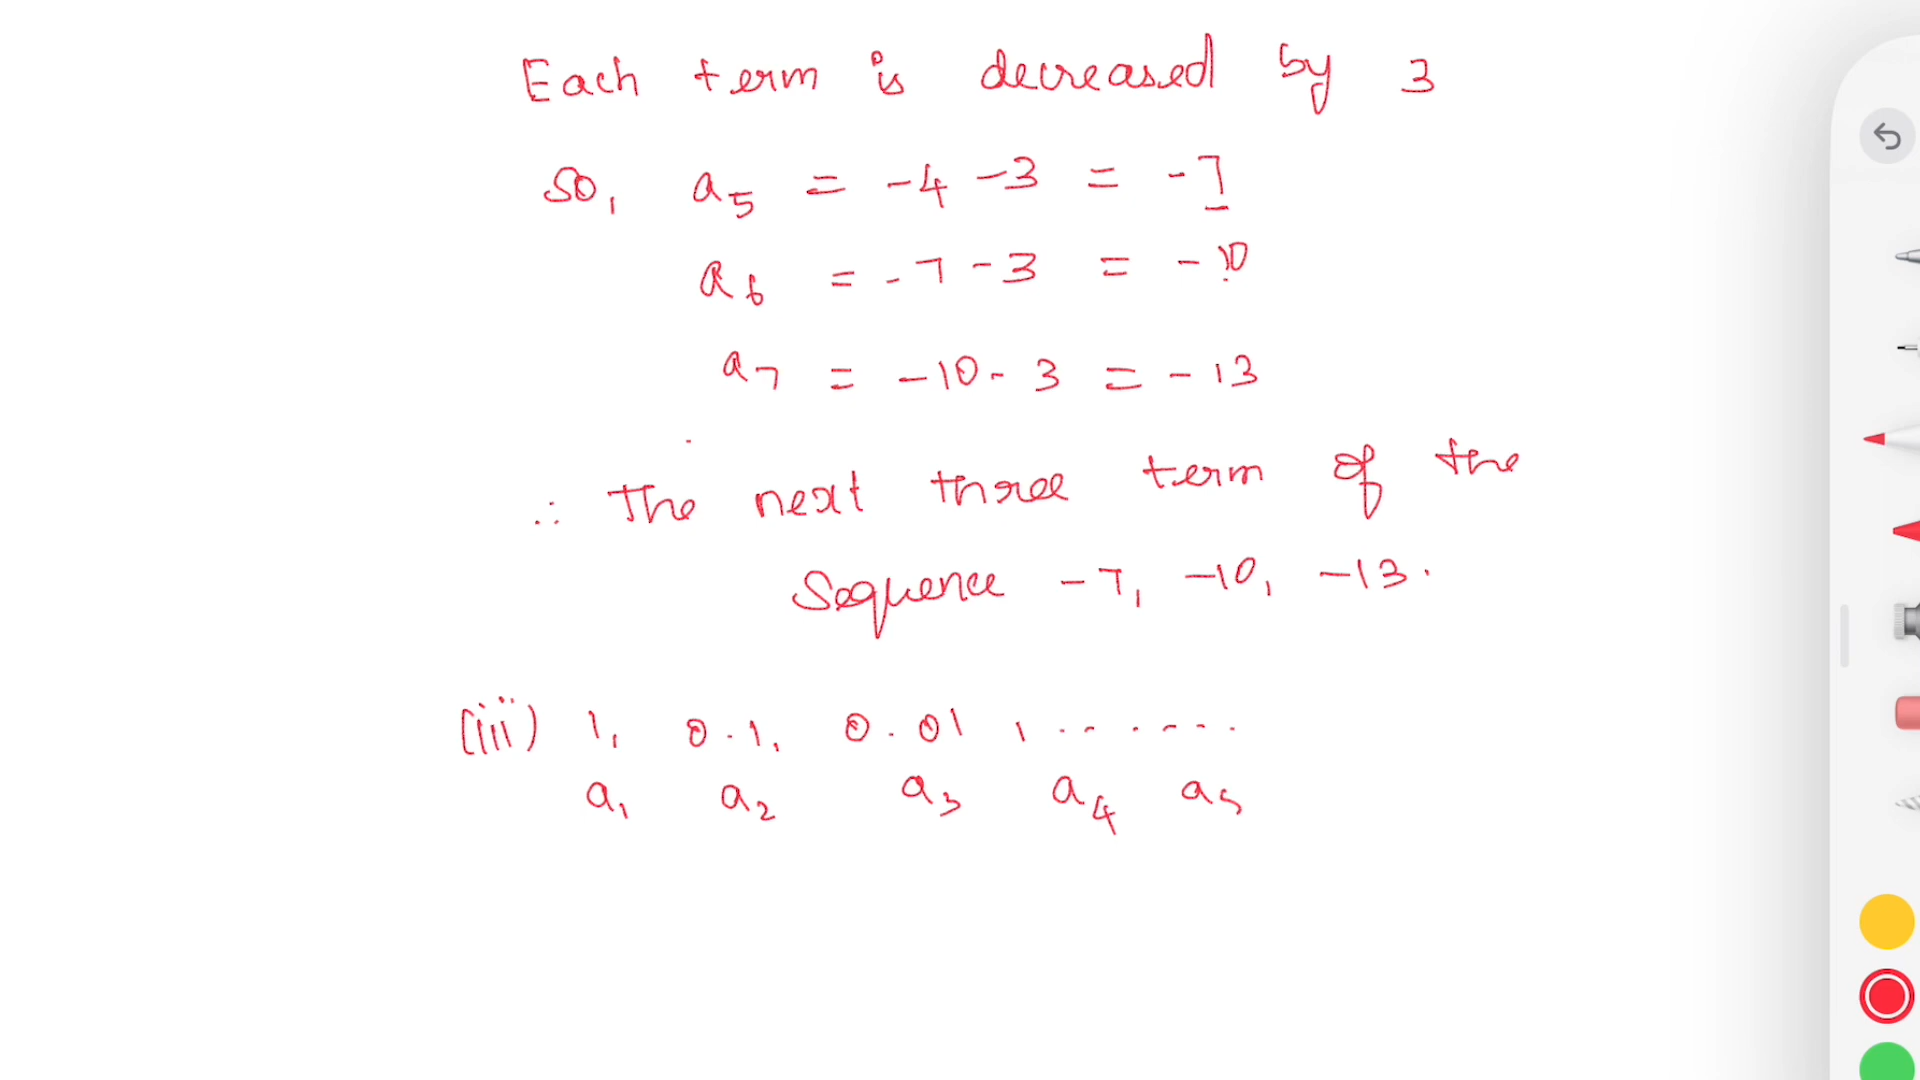 Each term is decreased by 3
So, a5 = -4 -3 = -7
a6 = -7 -3 = -10
a7 = -10 - 3 = -13
∴ The next three term of the
Sequence -7, -10, -13.
(iii) 1, 0.1, 0.01, .......
a1 a2 a3 a4 a5